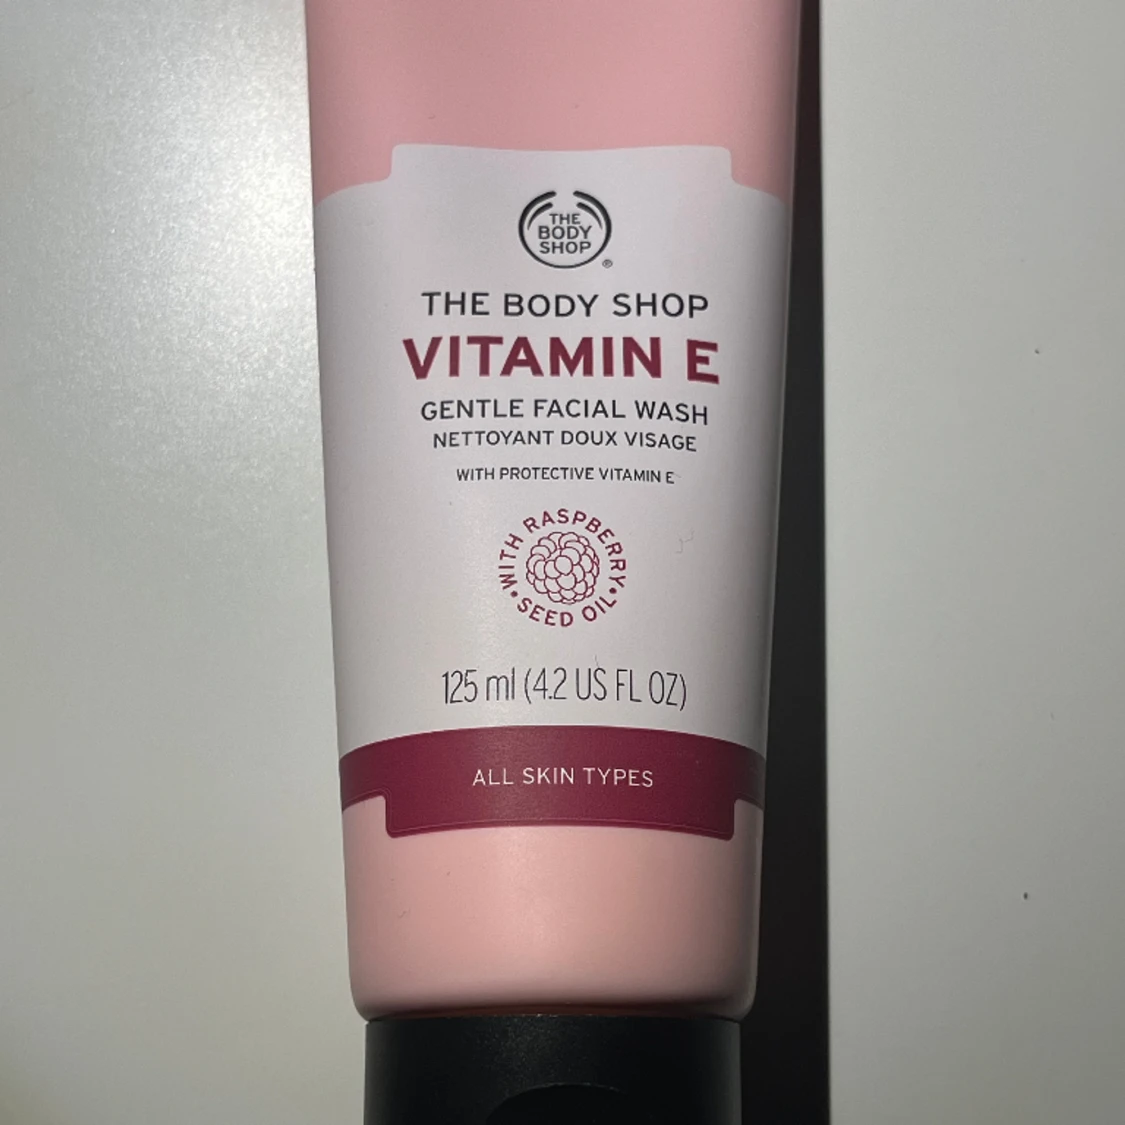 THE
BODY
SHOP
®
THE BODY SHOP
VITAMIN E
GENTLE FACIAL WASH
NETTOYANT DOUX VISAGE
WITH PROTECTIVE VITAMIN E
•WITH RASPBERRY•
SEED OIL
125 ml (4.2 US FL OZ)
ALL SKIN TYPES